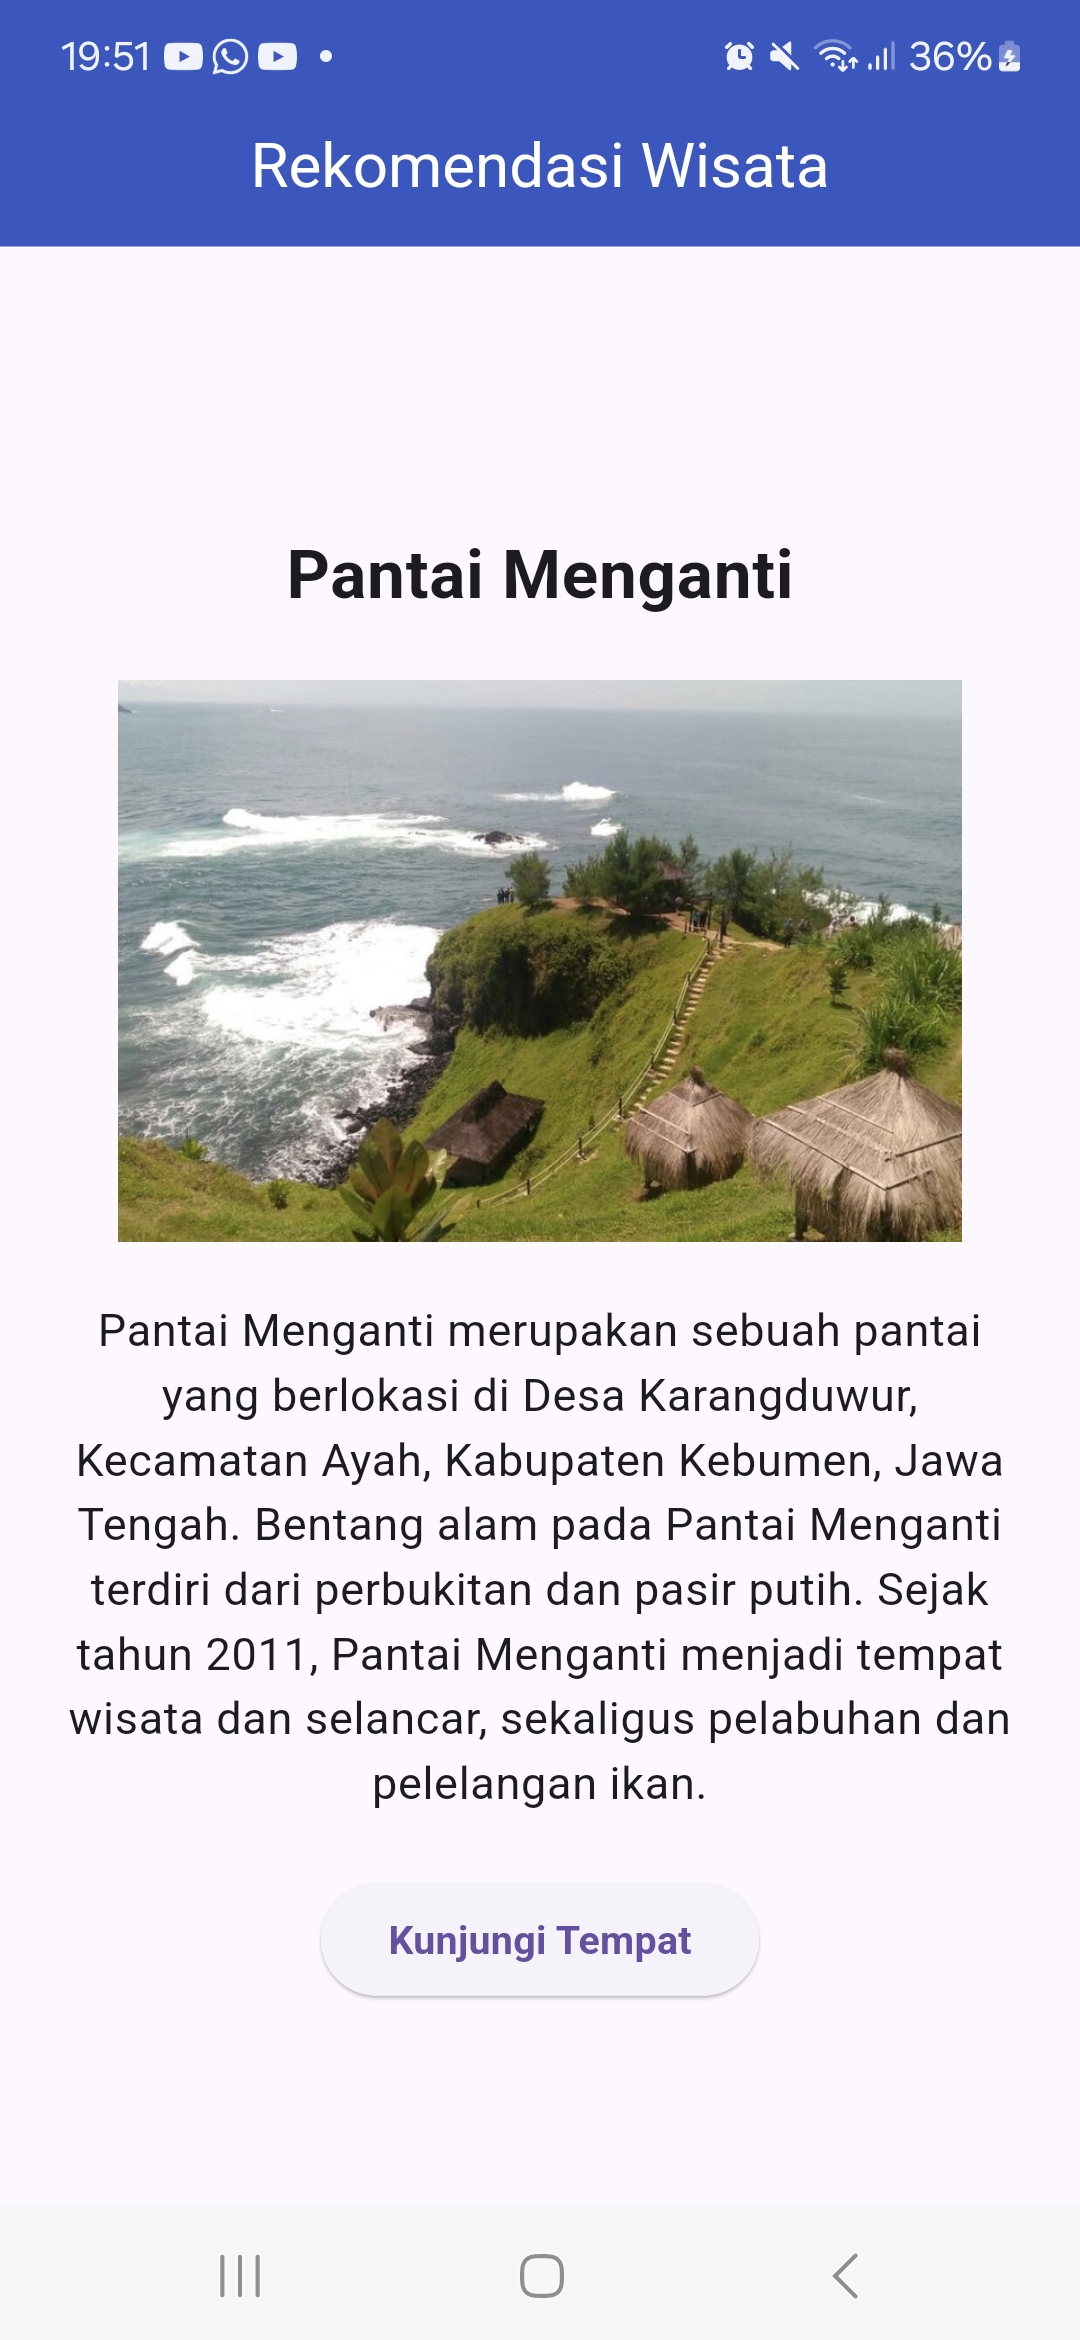 19:51
36%
Rekomendasi Wisata
Pantai Menganti
Pantai Menganti merupakan sebuah pantai
yang berlokasi di Desa Karangduwur,
Kecamatan Ayah, Kabupaten Kebumen, Jawa
Tengah. Bentang alam pada Pantai Menganti
terdiri dari perbukitan dan pasir putih. Sejak
tahun 2011, Pantai Menganti menjadi tempat
wisata dan selancar, sekaligus pelabuhan dan
pelelangan ikan.
Kunjungi Tempat